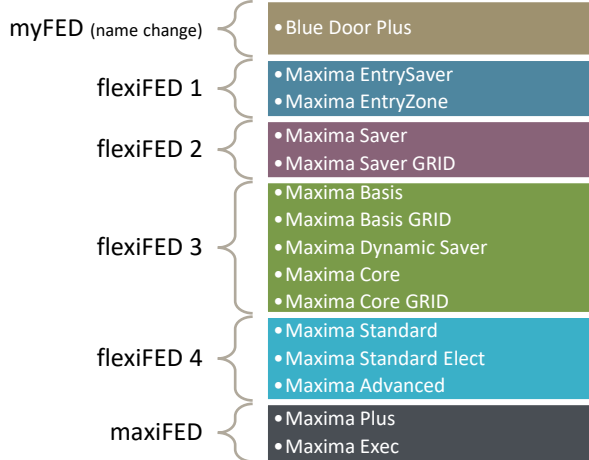 myFED (name change)
• Blue Door Plus
flexiFED 1
• Maxima EntrySaver
• Maxima EntryZone
flexiFED 2
• Maxima Saver
• Maxima Saver GRID
flexiFED 3
• Maxima Basis
• Maxima Basis GRID
• Maxima Dynamic Saver
• Maxima Core
• Maxima Core GRID
flexiFED 4
• Maxima Standard
• Maxima Standard Elect
• Maxima Advanced
maxiFED
• Maxima Plus
• Maxima Exec